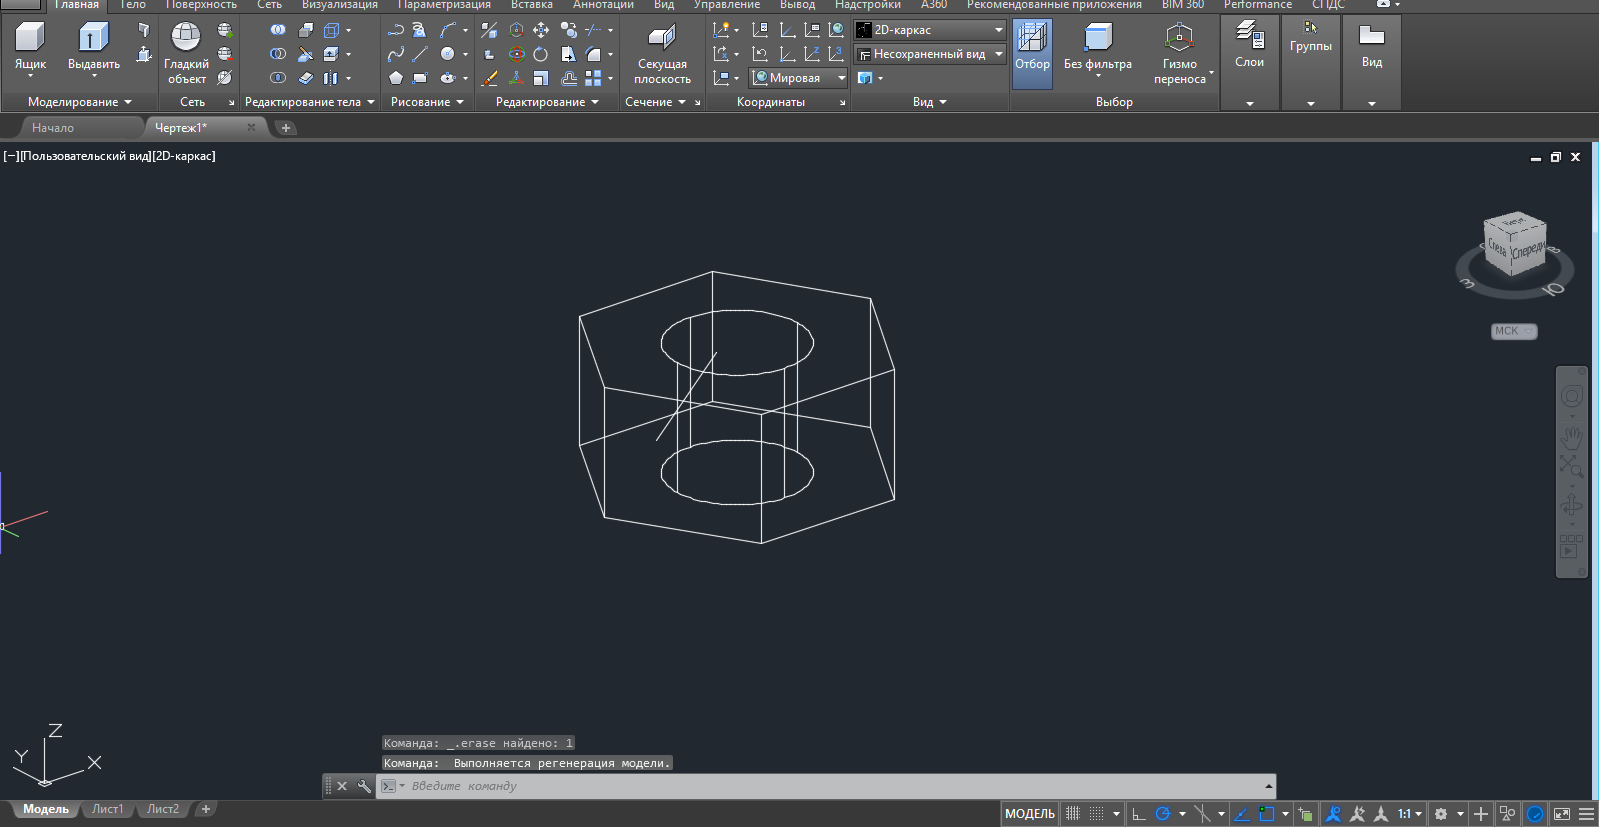 Главная Тело Поверхность Сеть Визуализация Параметризация Вставка Аннотации Вид Управление Вывод Надстройки A360 Рекомендованные приложения BIM 360 Performance СПДС
Ящик
Выдавить
Гладкий объект
Секущая плоскость
Мировая
2D-каркас
Несохраненный вид
Отбор
Без фильтра
Гизмо переноса
Слои
Группы
Вид
Моделирование
Сеть
Редактирование тела
Рисование
Редактирование
Сечение
Координаты
Вид
Выбор
Начало
Чертеж1*
[−][Пользовательский вид][2D-каркас]
Слева
Спереди
З
Ю
МСК
Z
Y
X
Команда: _.erase найдено: 1
Команда: Выполняется регенерация модели.
Введите команду
Модель Лист1 Лист2
МОДЕЛЬ
1:1